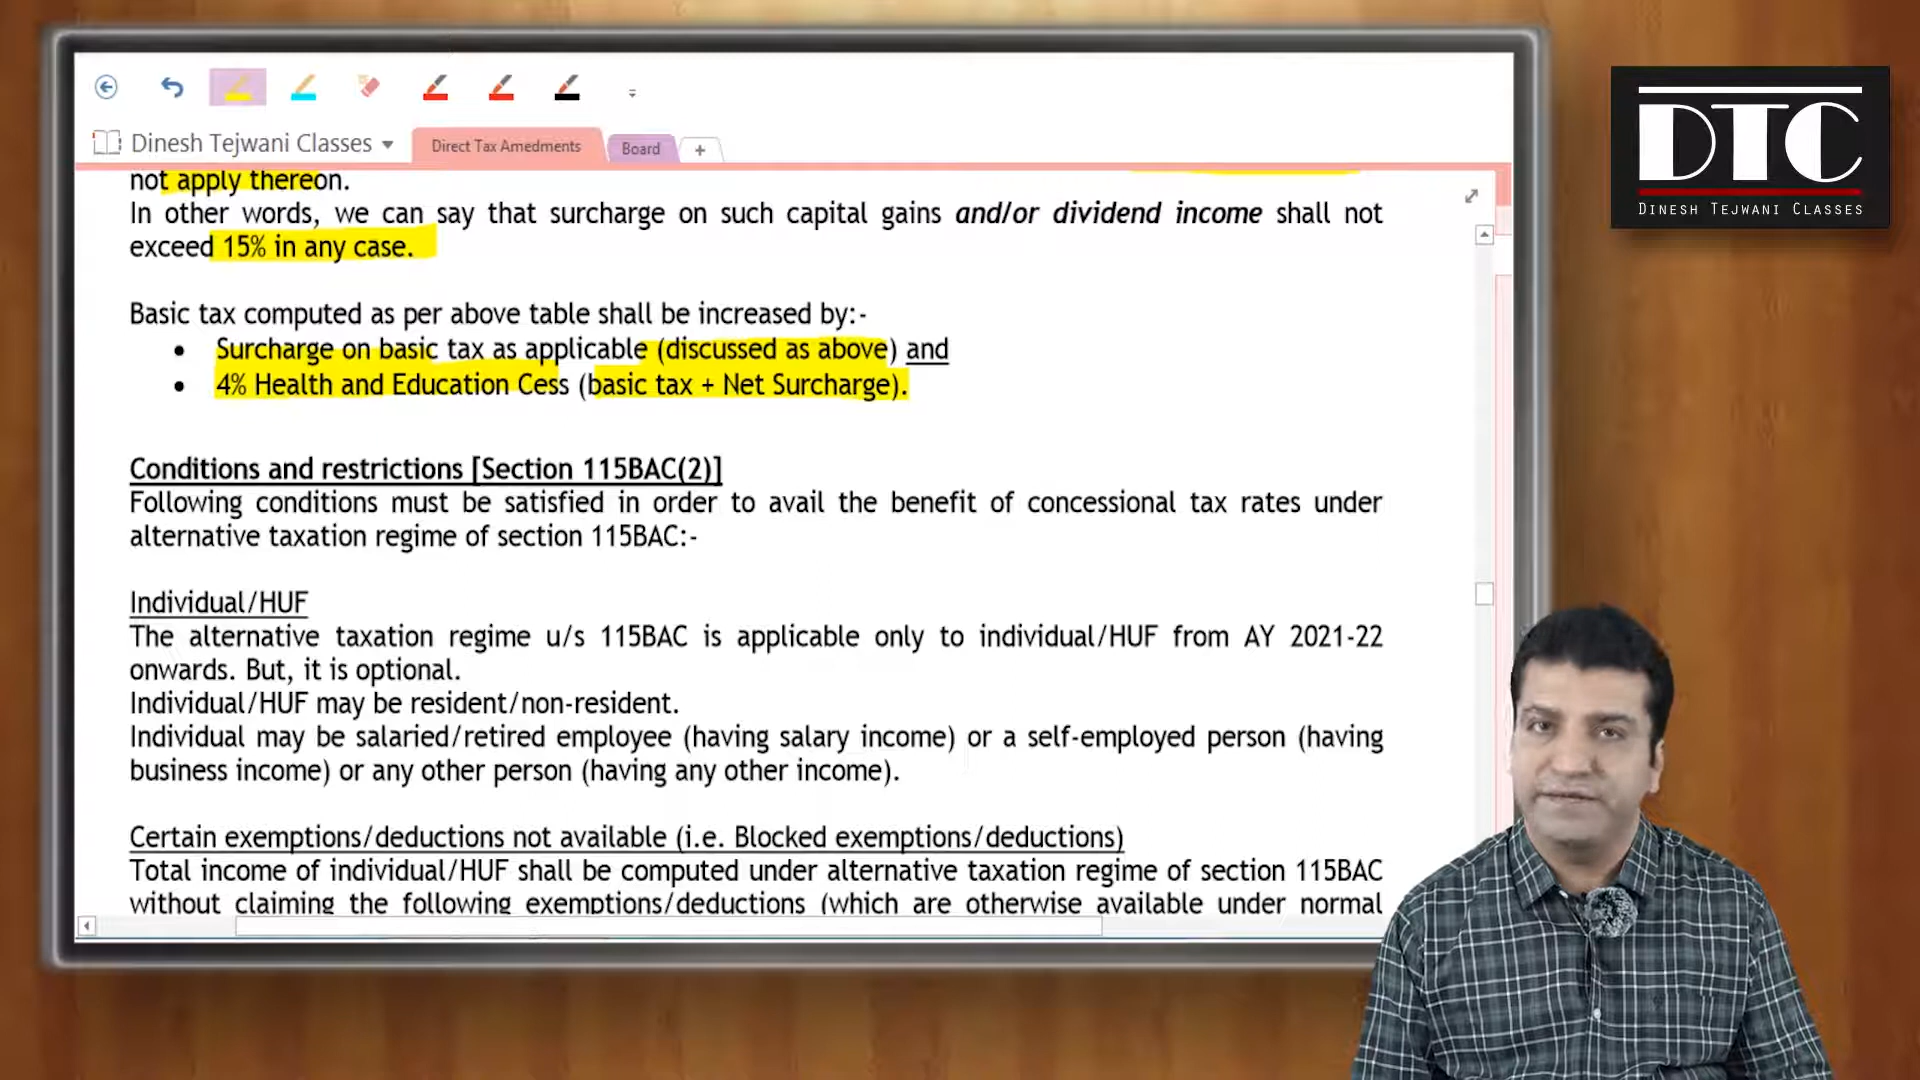 Dinesh Tejwani Classes
Direct Tax Amedments
Board
DTC
DINESH TEJWANI CLASSES
not apply thereon.
In other words, we can say that surcharge on such capital gains and/or dividend income shall not
exceed 15% in any case.
Basic tax computed as per above table shall be increased by:-
• Surcharge on basic tax as applicable (discussed as above) and
• 4% Health and Education Cess (basic tax + Net Surcharge).
Conditions and restrictions [Section 115BAC(2)]
Following conditions must be satisfied in order to avail the benefit of concessional tax rates under
alternative taxation regime of section 115BAC:-
Individual/HUF
The alternative taxation regime u/s 115BAC is applicable only to individual/HUF from AY 2021-22
onwards. But, it is optional.
Individual/HUF may be resident/non-resident.
Individual may be salaried/retired employee (having salary income) or a self-employed person (having
business income) or any other person (having any other income).
Certain exemptions/deductions not available (i.e. Blocked exemptions/deductions)
Total income of individual/HUF shall be computed under alternative taxation regime of section 115BAC
without claiming the following exemptions/deductions (which are otherwise available under normal